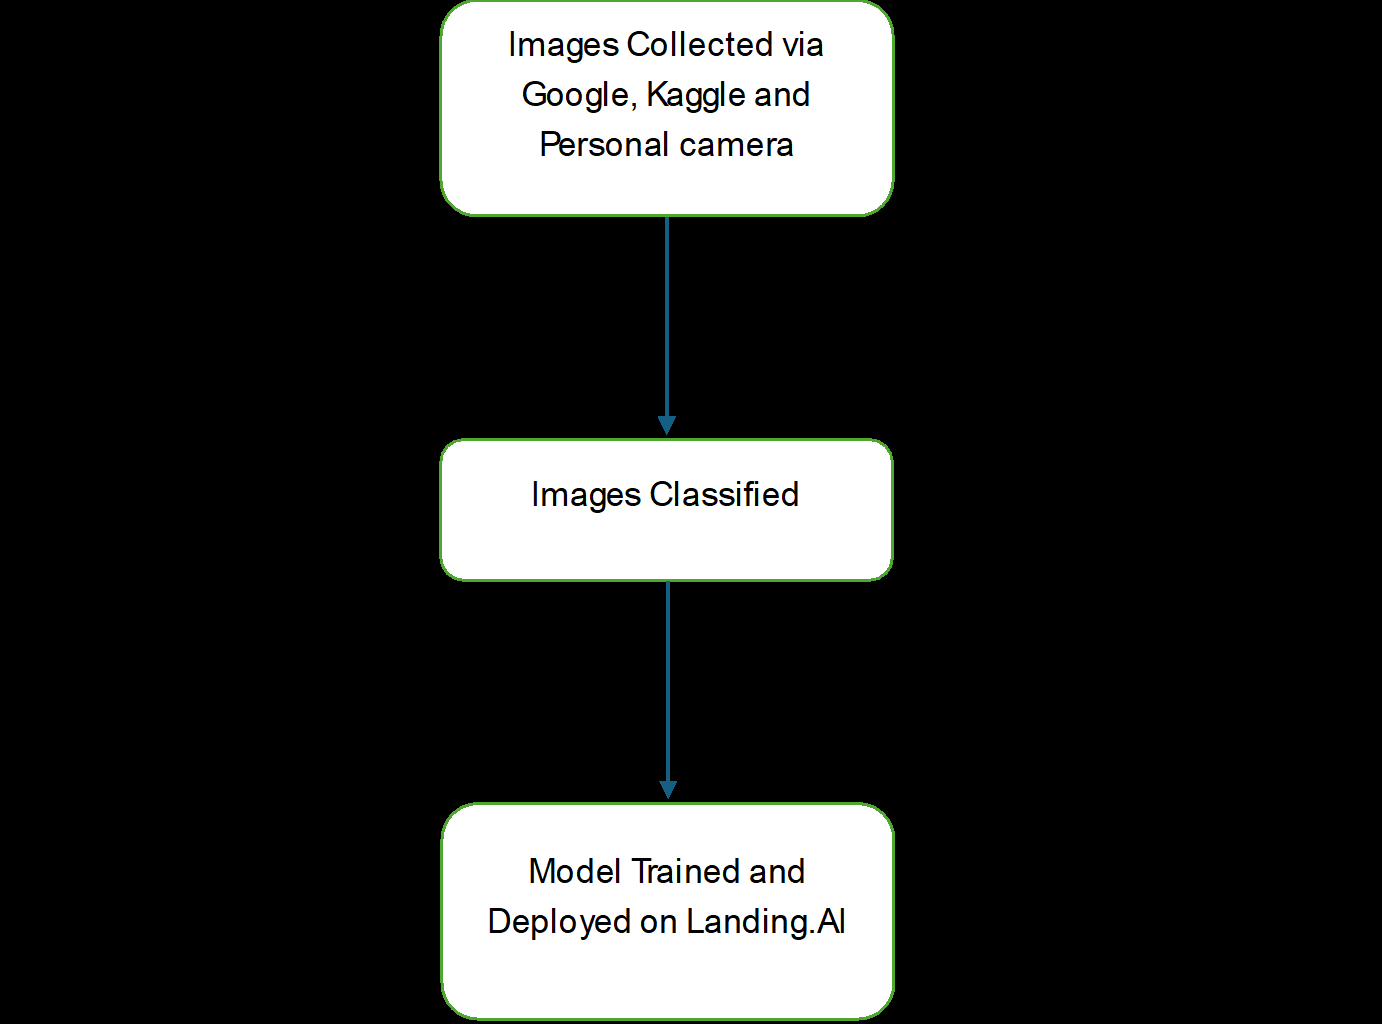 Images Collected via
Google, Kaggle and
Personal camera
Images Classified
Model Trained and
Deployed on Landing.AI